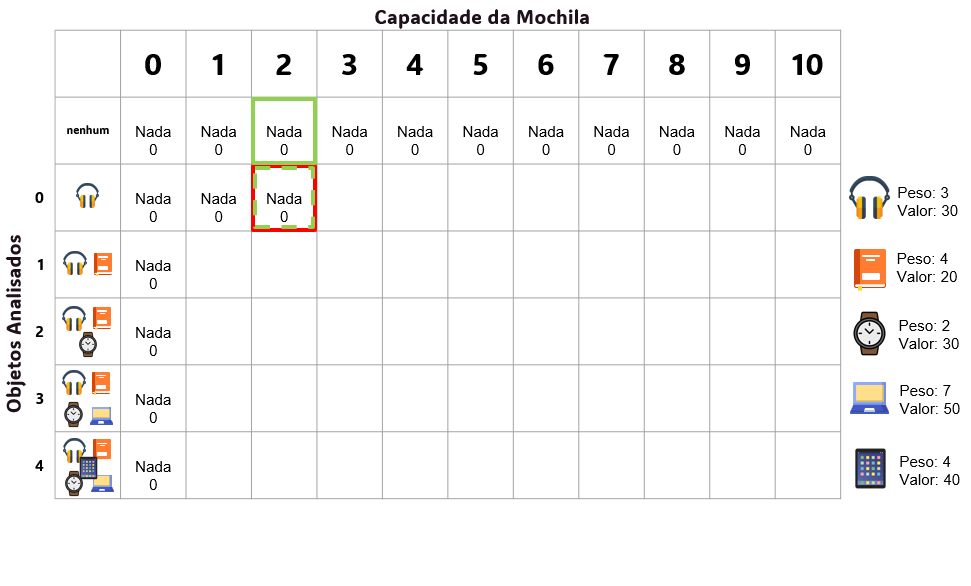 Capacidade da Mochila
0 1 2 3 4 5 6 7 8 9 10
nenhum Nada Nada Nada Nada Nada Nada Nada Nada Nada Nada Nada
0 0 0 0 0 0 0 0 0 0 0
0 Nada Nada Nada
0 0 0
1 Nada
0
2 Nada
0
3 Nada
0
4 Nada
0
Objetos Analisados
Peso: 3
Valor: 30
Peso: 4
Valor: 20
Peso: 2
Valor: 30
Peso: 7
Valor: 50
Peso: 4
Valor: 40